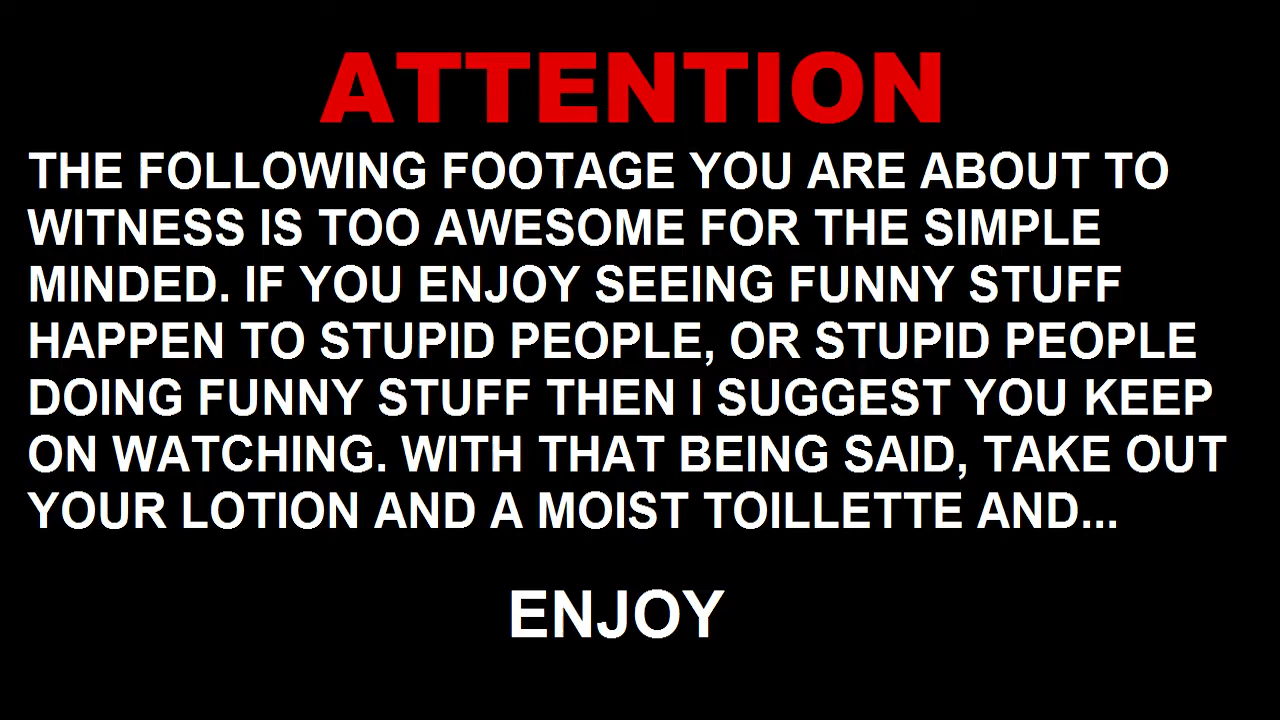 ATTENTION
THE FOLLOWING FOOTAGE YOU ARE ABOUT TO
WITNESS IS TOO AWESOME FOR THE SIMPLE
MINDED. IF YOU ENJOY SEEING FUNNY STUFF
HAPPEN TO STUPID PEOPLE, OR STUPID PEOPLE
DOING FUNNY STUFF THEN I SUGGEST YOU KEEP
ON WATCHING. WITH THAT BEING SAID, TAKE OUT
YOUR LOTION AND A MOIST TOILLETTE AND...
ENJOY